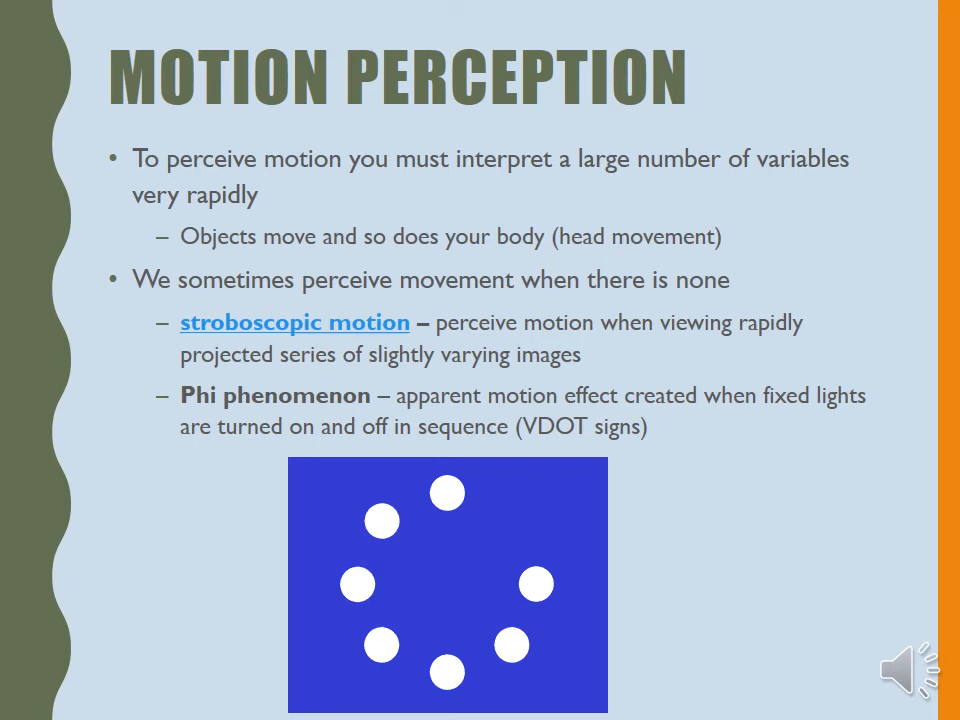 MOTION PERCEPTION
• To perceive motion you must interpret a large number of variables
very rapidly
– Objects move and so does your body (head movement)
• We sometimes perceive movement when there is none
– stroboscopic motion – perceive motion when viewing rapidly
projected series of slightly varying images
– Phi phenomenon – apparent motion effect created when fixed lights
are turned on and off in sequence (VDOT signs)